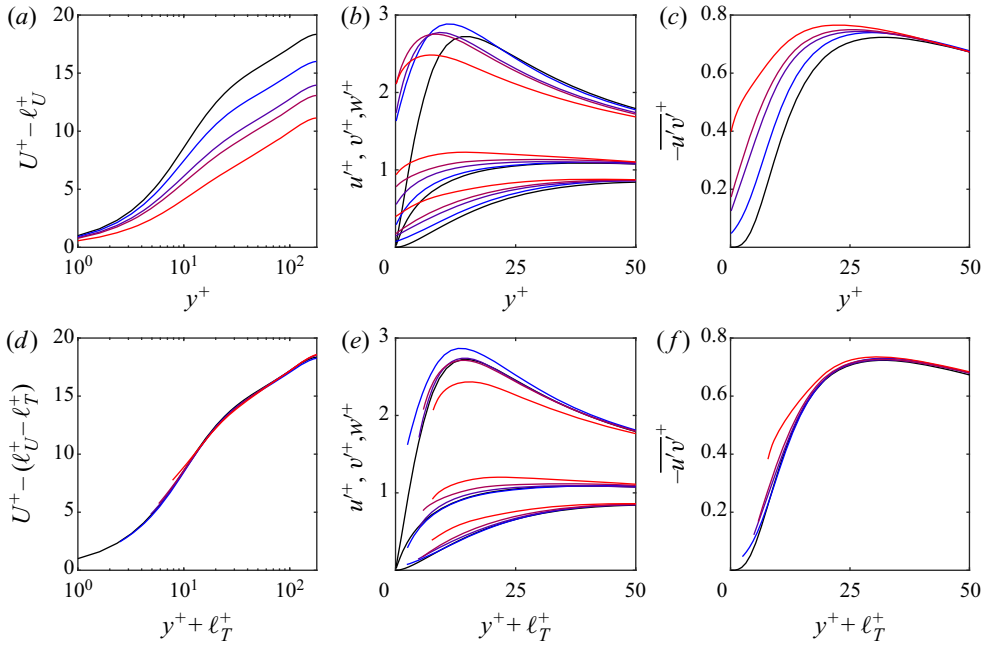 (a) (b) (c)
20 3 0.8
15 0.6
2
10 0.4
1
5 0.2
0 0
10⁰ 10¹ 10² 25 50 0 25 50
U⁺ – ℓ_U⁺ u′⁺, v′⁺, w′⁺ –u′v′⁺
y⁺ y⁺ y⁺
(d) (e) (f)
20 3 0.8
15 0.6
2
10 0.4
1
5 0.2
0
10⁰ 10¹ 10² 0 25 50 0 25 50
U⁺ – (ℓ_U⁺ – ℓ_T⁺) u′⁺, v′⁺, w′⁺ –u′v′⁺
y⁺ + ℓ_T⁺ y⁺ + ℓ_T⁺ y⁺ + ℓ_T⁺